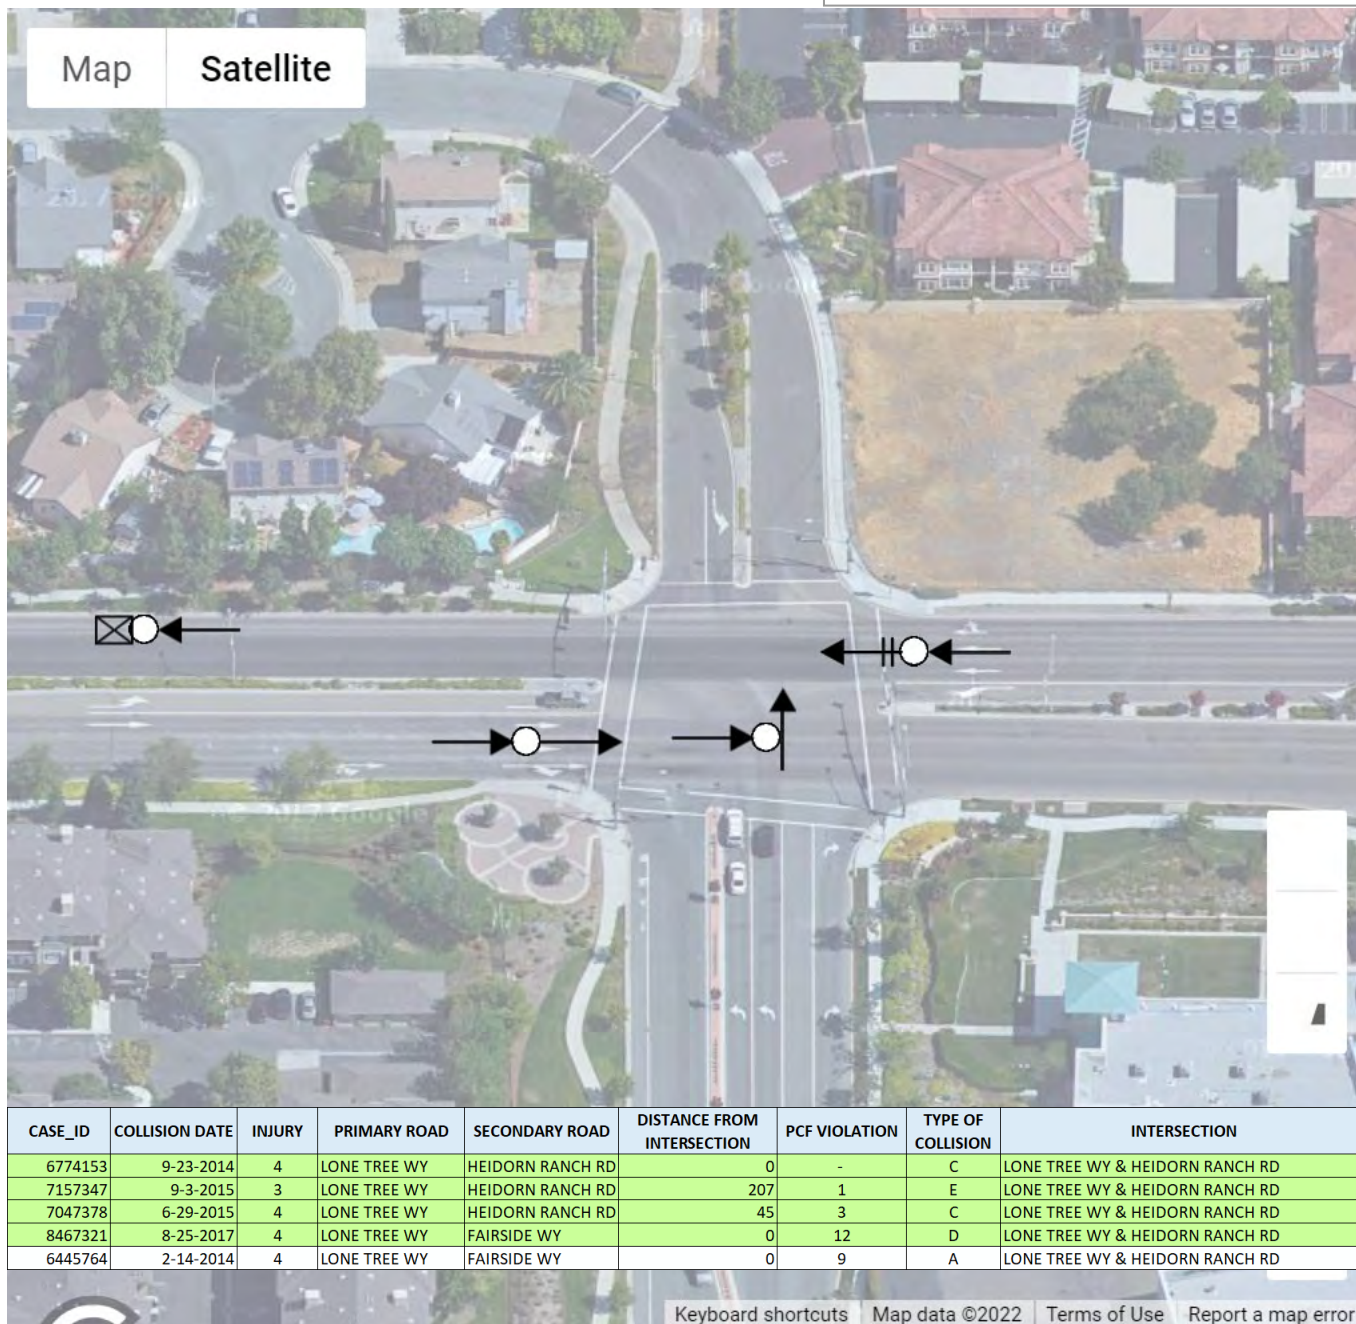 Map Satellite
CASE_ID COLLISION DATE INJURY PRIMARY ROAD SECONDARY ROAD DISTANCE FROM INTERSECTION PCF VIOLATION TYPE OF COLLISION INTERSECTION
6774153 9-23-2014 4 LONE TREE WY HEIDORN RANCH RD 0 - C LONE TREE WY & HEIDORN RANCH RD
7157347 9-3-2015 3 LONE TREE WY HEIDORN RANCH RD 207 1 E LONE TREE WY & HEIDORN RANCH RD
7047378 6-29-2015 4 LONE TREE WY HEIDORN RANCH RD 45 3 C LONE TREE WY & HEIDORN RANCH RD
8467321 8-25-2017 4 LONE TREE WY FAIRSIDE WY 0 12 D LONE TREE WY & HEIDORN RANCH RD
6445764 2-14-2014 4 LONE TREE WY FAIRSIDE WY 0 9 A LONE TREE WY & HEIDORN RANCH RD
Keyboard shortcuts Map data ©2022 Terms of Use Report a map error